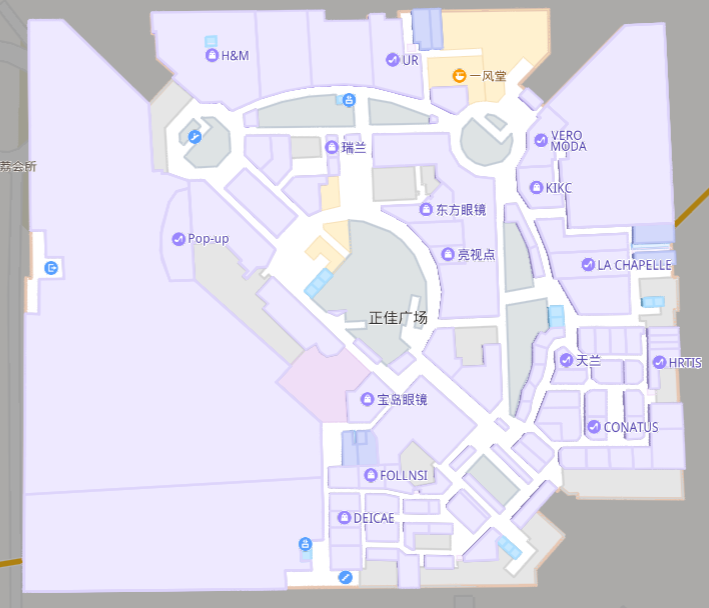 H&M
UR
一风堂
VERO
MODA
瑞兰
荔会所
KIKC
东方眼镜
Pop-up
亮视点
LA CHAPELLE
正佳广场
天兰
HRTIS
宝岛眼镜
CONATUS
FOLLNSI
DEICAE